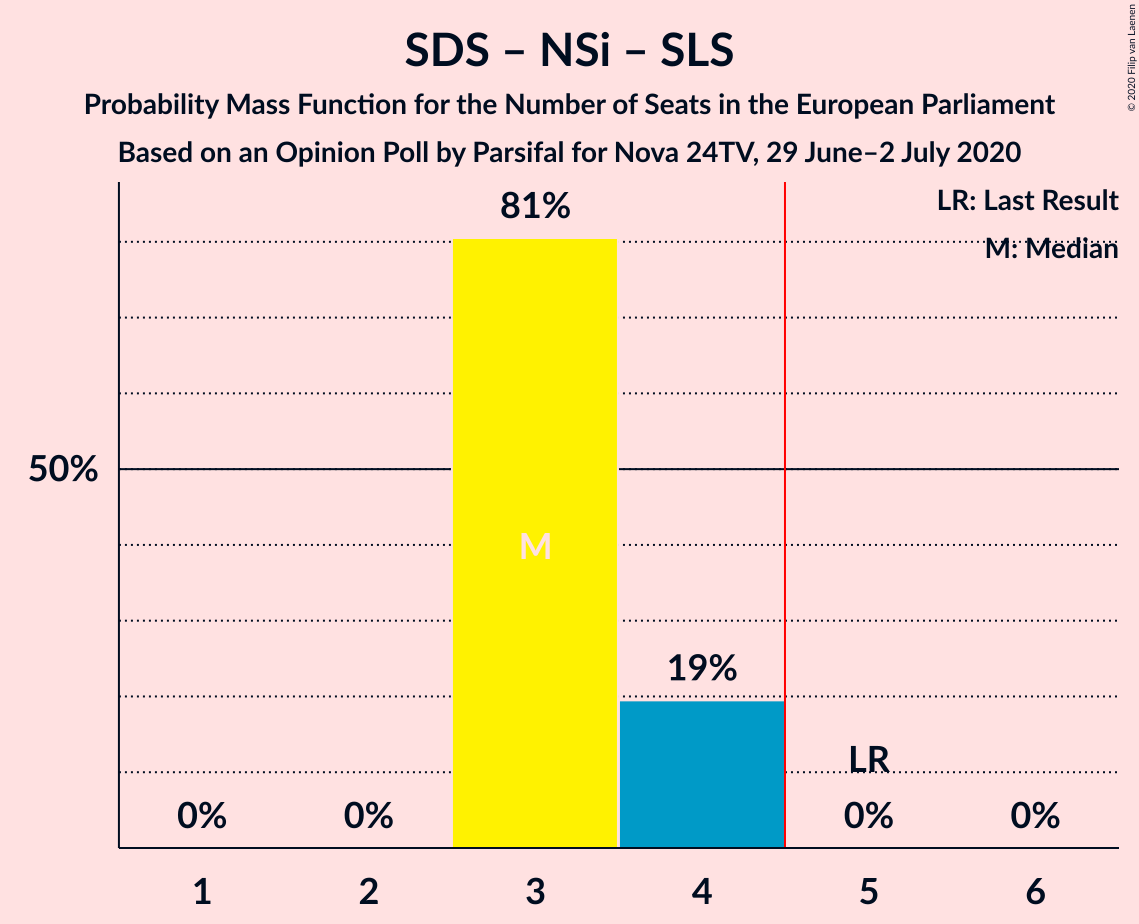 SDS – NSi – SLS
Probability Mass Function for the Number of Seats in the European Parliament
Based on an Opinion Poll by Parsifal for Nova 24TV, 29 June–2 July 2020
© 2020 Filip van Laenen
LR: Last Result
M: Median
81%
50%
M
19%
LR
0%
0%
0%
0%
1
2
3
4
5
6